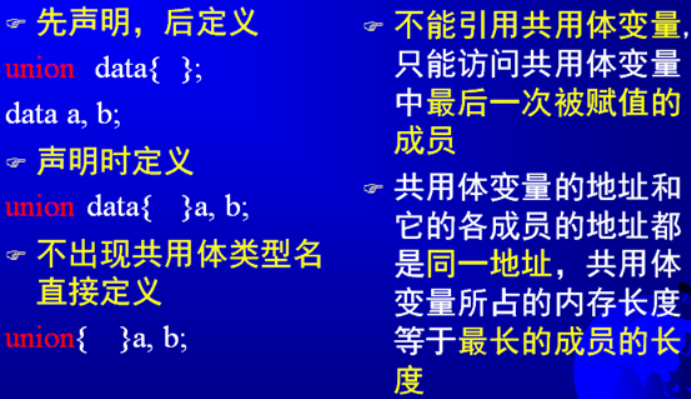 先声明，后定义
union data{ };
data a, b;
声明时定义
union data{ }a, b;
不出现共用体类型名
直接定义
union{ }a, b;
不能引用共用体变量,
只能访问共用体变量
中最后一次被赋值的
成员
共用体变量的地址和
它的各成员的地址都
是同一地址，共用体
变量所占的内存长度
等于最长的成员的长
度